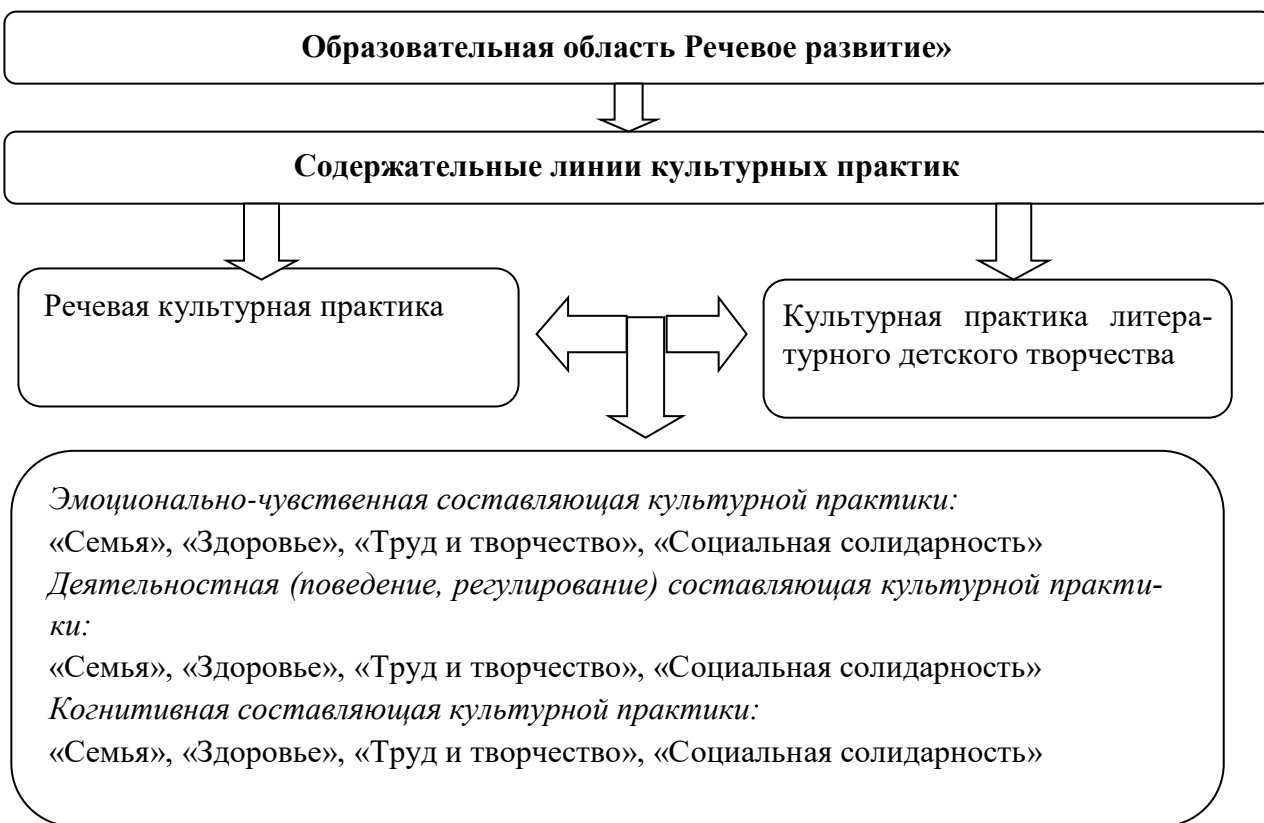 Образовательная область Речевое развитие»
Содержательные линии культурных практик
Речевая культурная практика
Культурная практика литера-
турного детского творчества
Эмоционально-чувственная составляющая культурной практики:
«Семья», «Здоровье», «Труд и творчество», «Социальная солидарность»
Деятельностная (поведение, регулирование) составляющая культурной практи-
ки:
«Семья», «Здоровье», «Труд и творчество», «Социальная солидарность»
Когнитивная составляющая культурной практики:
«Семья», «Здоровье», «Труд и творчество», «Социальная солидарность»